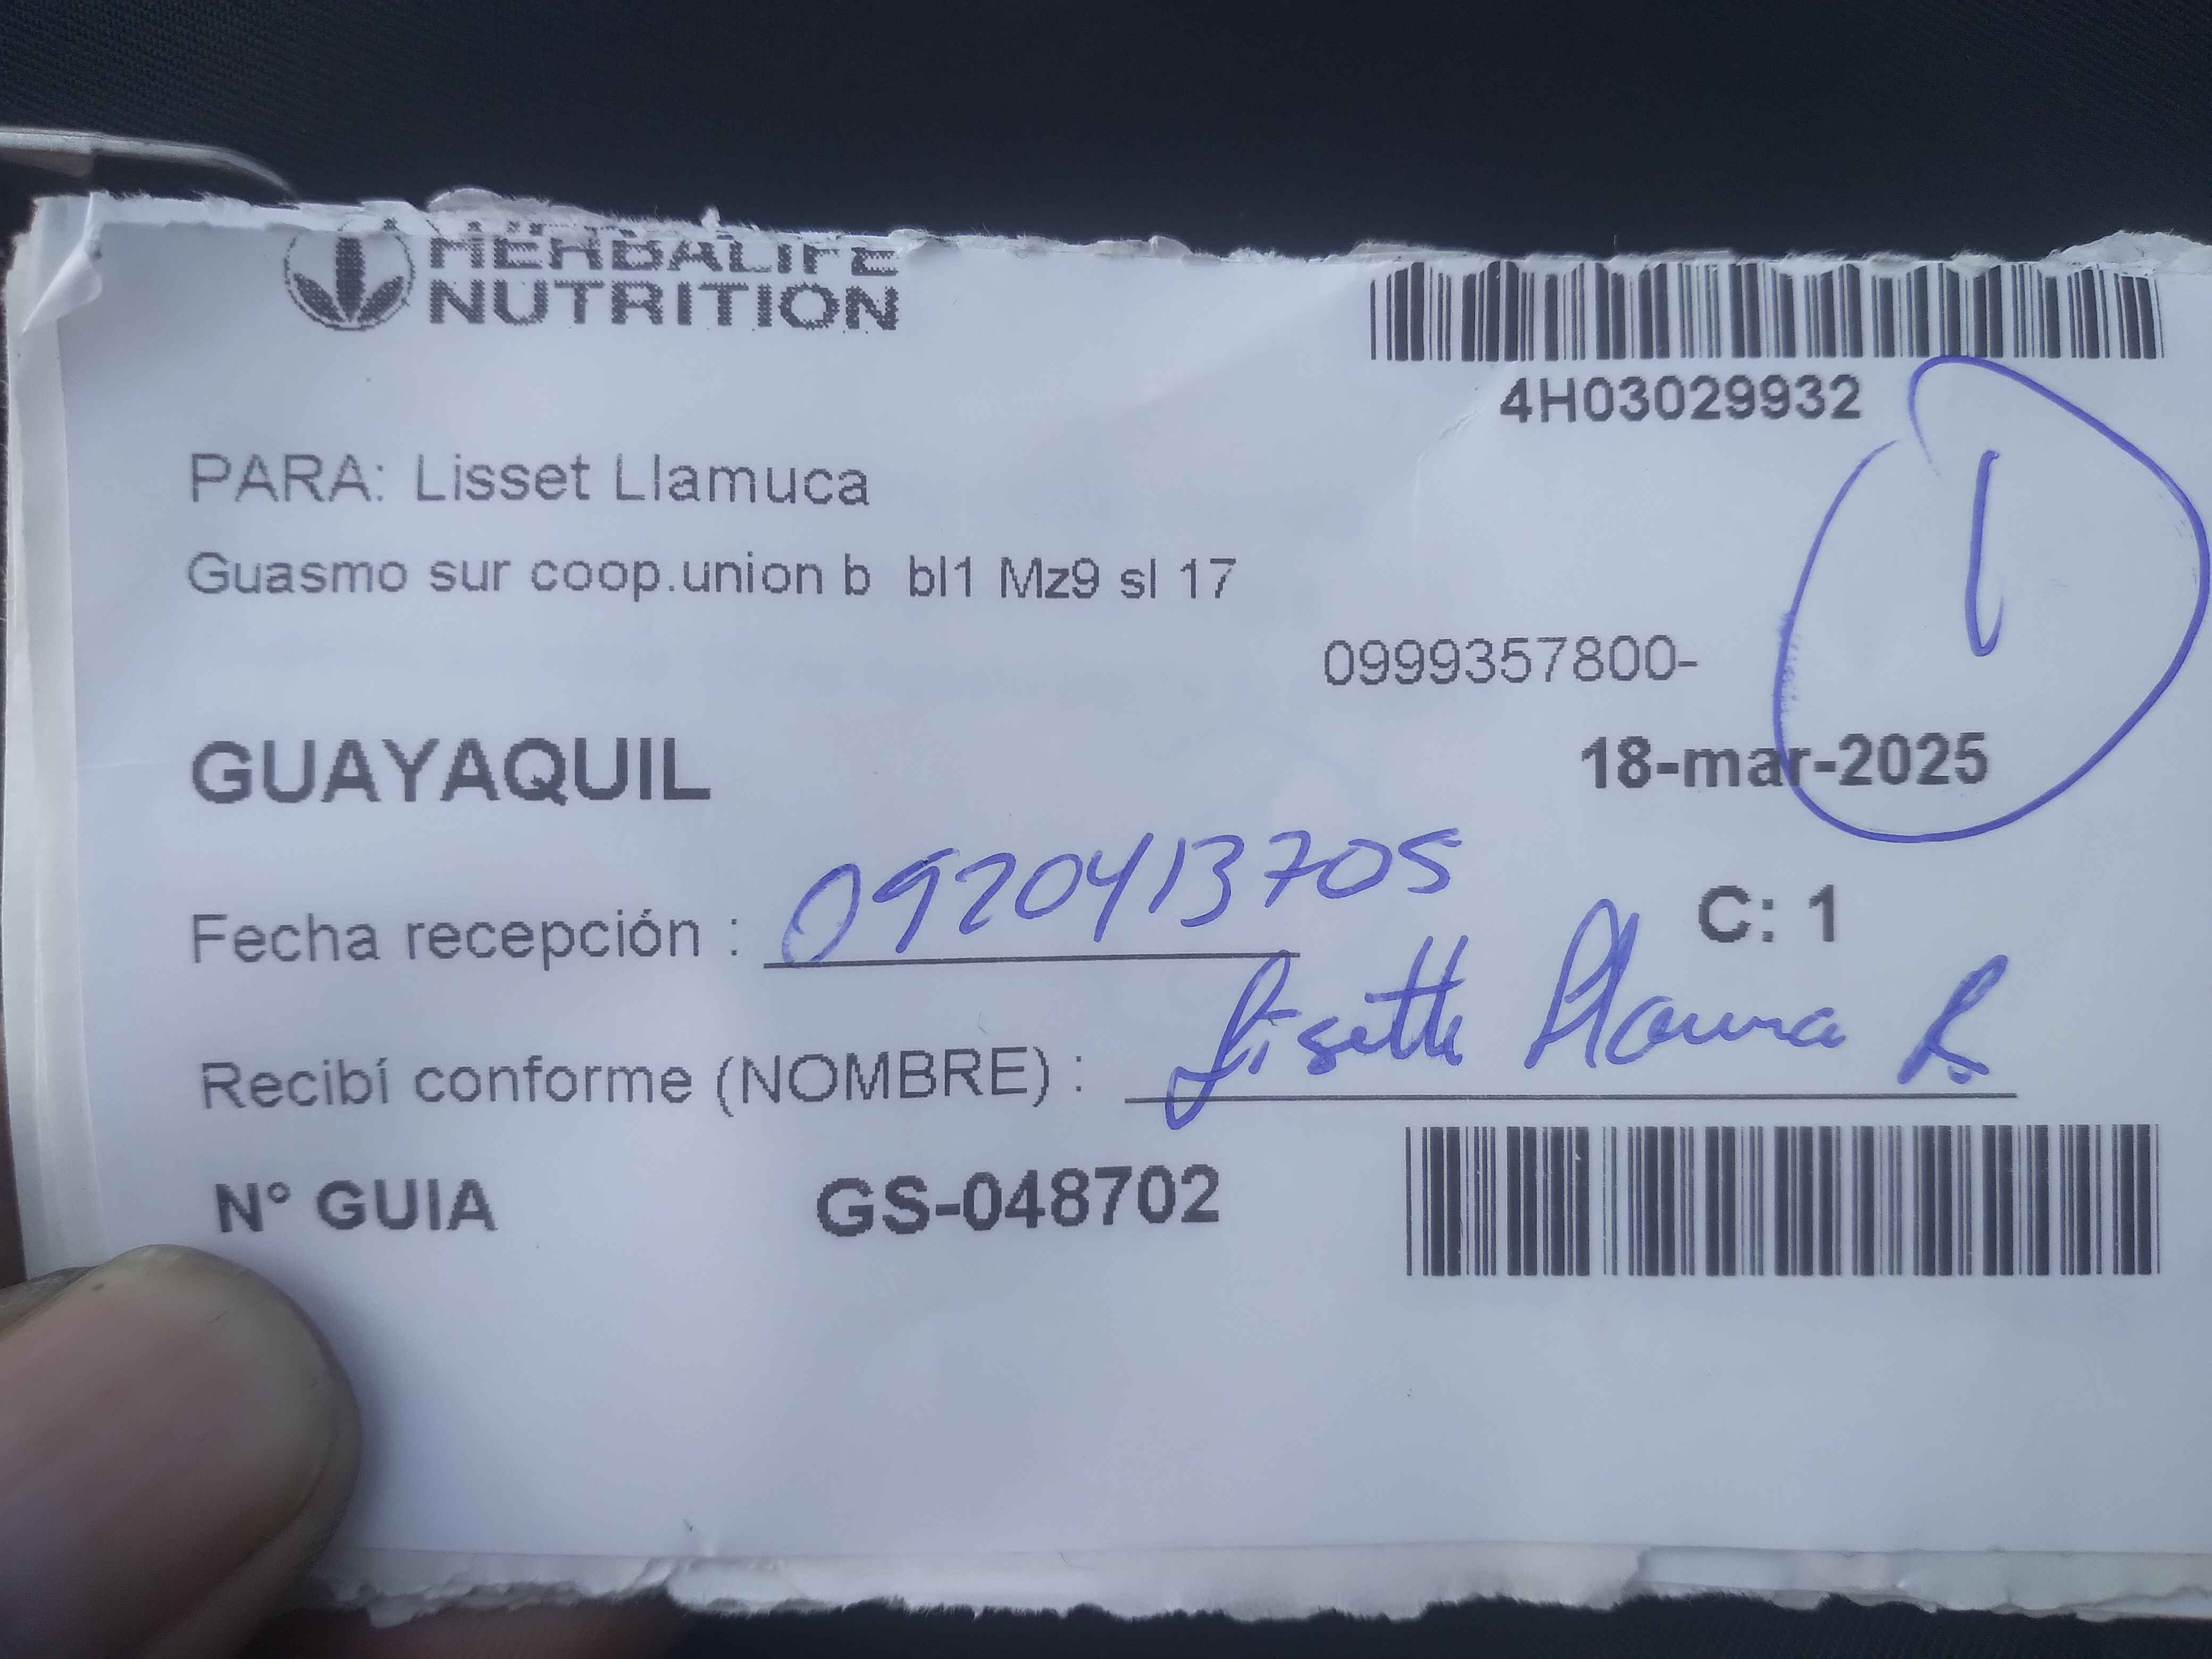 HERBALIFE
NUTRITION
4H03029932
1
PARA: Lisset Llamuca
Guasmo sur coop.union b bl1 Mz9 sl 17
0999357800-
GUAYAQUIL
18-mar-2025
Fecha recepción : 0920413705
C: 1
Recibí conforme (NOMBRE) : Lisette
N° GUIA GS-048702